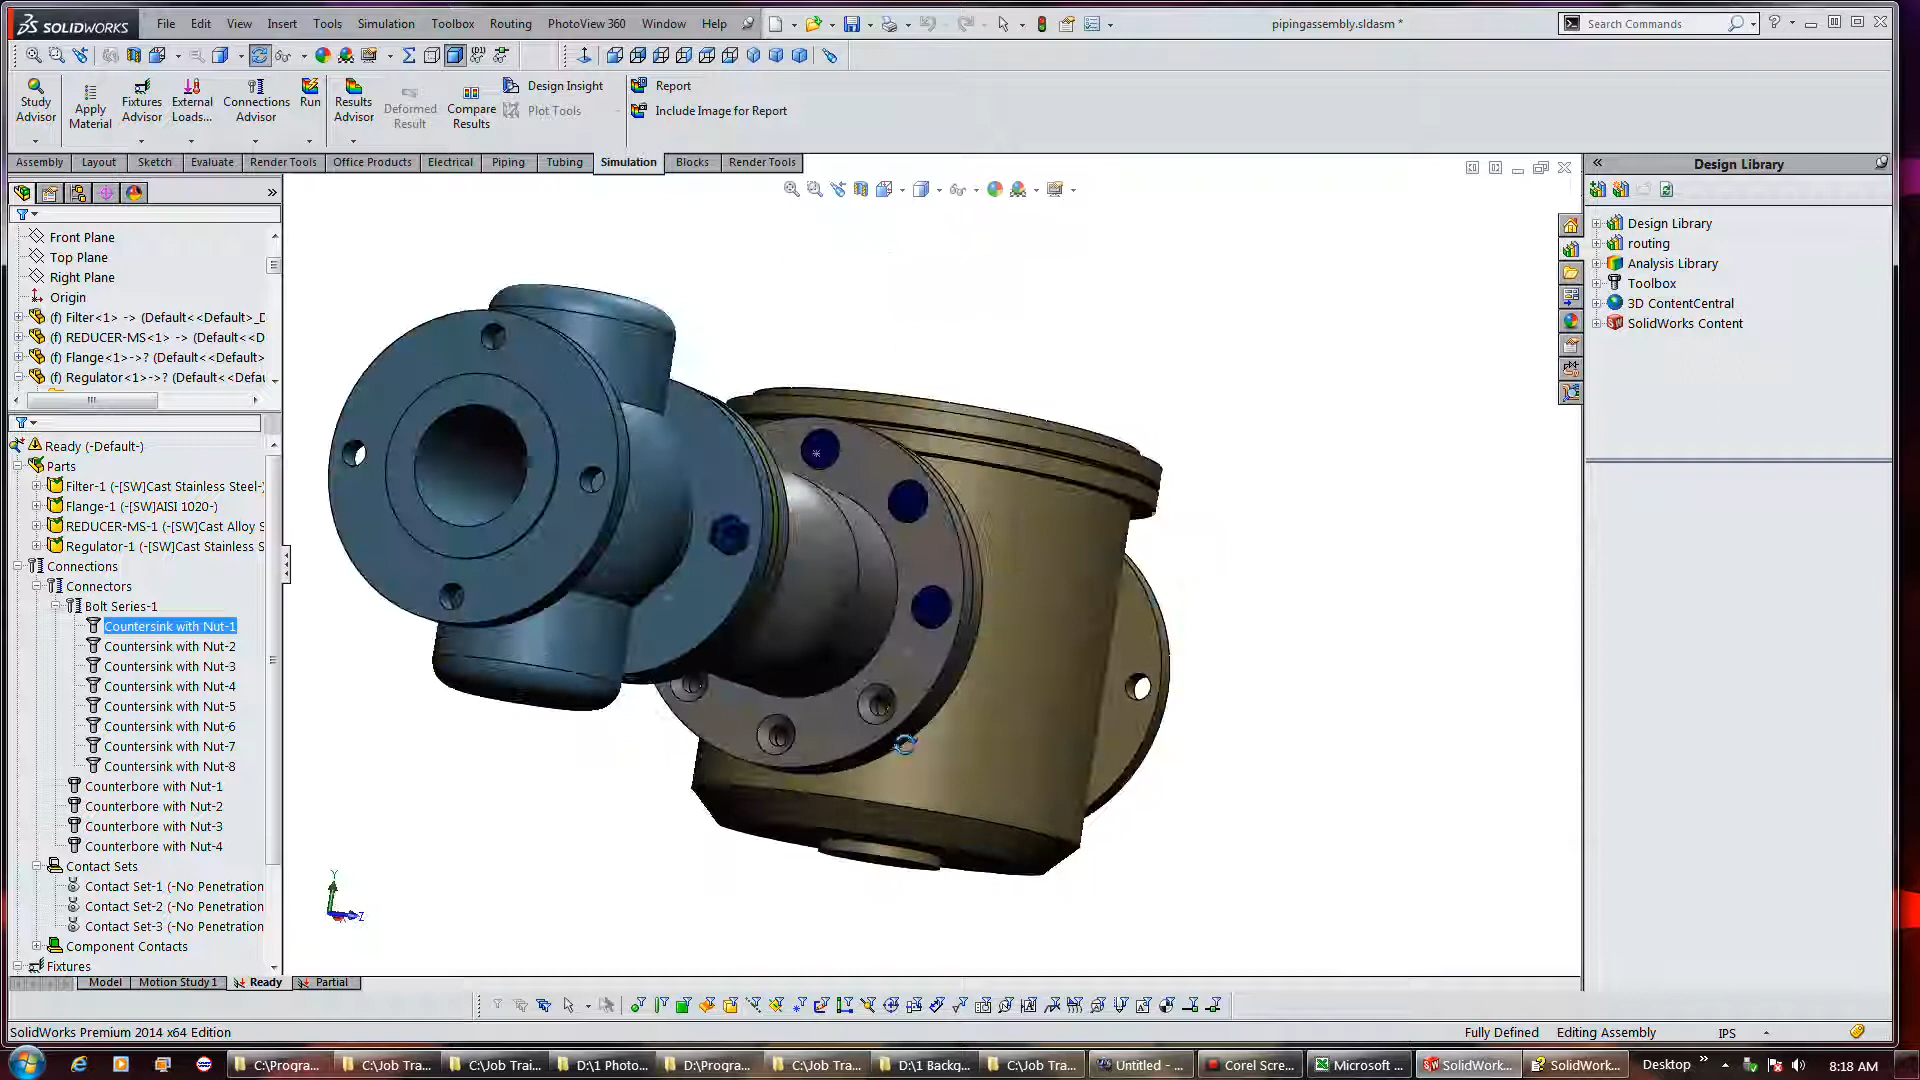 SOLIDWORKS File Edit View Insert Tools Simulation Toolbox Routing PhotoView 360 Window Help pipingassembly.sldasm * Search Commands
Study Advisor
Apply Material
Fixtures Advisor
External Loads...
Connections Advisor
Run
Results Advisor
Deformed Result
Compare Results
Design Insight
Plot Tools
Report
Include Image for Report
Assembly Layout Sketch Evaluate Render Tools Office Products Electrical Piping Tubing Simulation Blocks Render Tools
Front Plane
Top Plane
Right Plane
Origin
(f) Filter<1> -> (Default<<Default>_D
(f) REDUCER-MS<1> -> (Default<<D
(f) Flange<1>->? (Default<<Default>
(f) Regulator<1>->? (Default<<Defau
Ready (-Default-)
Parts
Filter-1 (-[SW]Cast Stainless Steel-)
Flange-1 (-[SW]AISI 1020-)
REDUCER-MS-1 (-[SW]Cast Alloy S
Regulator-1 (-[SW]Cast Stainless S
Connections
Connectors
Bolt Series-1
Countersink with Nut-1
Countersink with Nut-2
Countersink with Nut-3
Countersink with Nut-4
Countersink with Nut-5
Countersink with Nut-6
Countersink with Nut-7
Countersink with Nut-8
Counterbore with Nut-1
Counterbore with Nut-2
Counterbore with Nut-3
Counterbore with Nut-4
Contact Sets
Contact Set-1 (-No Penetration
Contact Set-2 (-No Penetration
Contact Set-3 (-No Penetration
Component Contacts
Fixtures
Y
Z
Design Library
Design Library
routing
Analysis Library
Toolbox
3D ContentCentral
SolidWorks Content
Model Motion Study1 Ready Partial
SolidWorks Premium 2014 x64 Edition Fully Defined Editing Assembly IPS
C:\Progra... C:\Job Tra... C:\Job Trai... D:\1 Photo... D:\Progra... C:\Job Tra... D:\1 Backg... C:\Job Tra... Untitled - ... Corel Scre... Microsoft ... SolidWork... SolidWork... Desktop » 8:18 AM